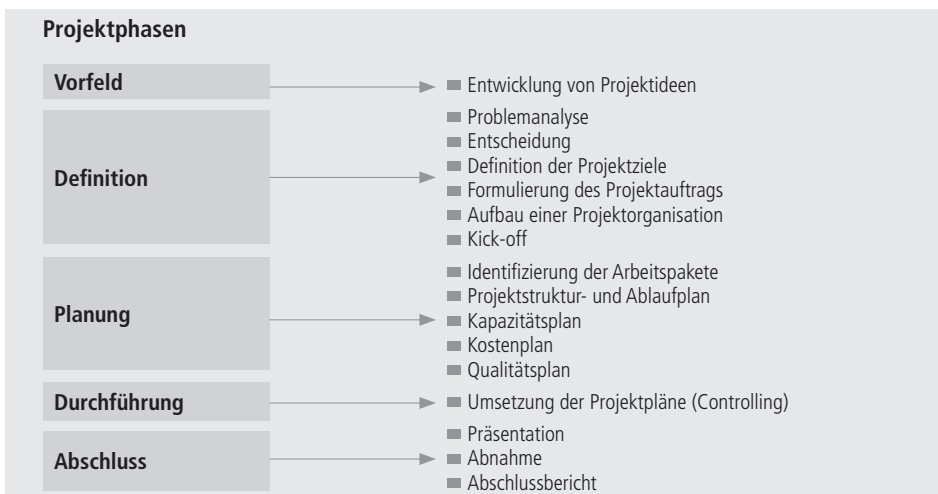 Projektphasen
Vorfeld
Entwicklung von Projektideen
Definition
Problemanalyse
Entscheidung
Definition der Projektziele
Formulierung des Projektauftrags
Aufbau einer Projektorganisation
Kick-off
Planung
Identifizierung der Arbeitspakete
Projektstruktur- und Ablaufplan
Kapazitätsplan
Kostenplan
Qualitätsplan
Durchführung
Umsetzung der Projektpläne (Controlling)
Abschluss
Präsentation
Abnahme
Abschlussbericht